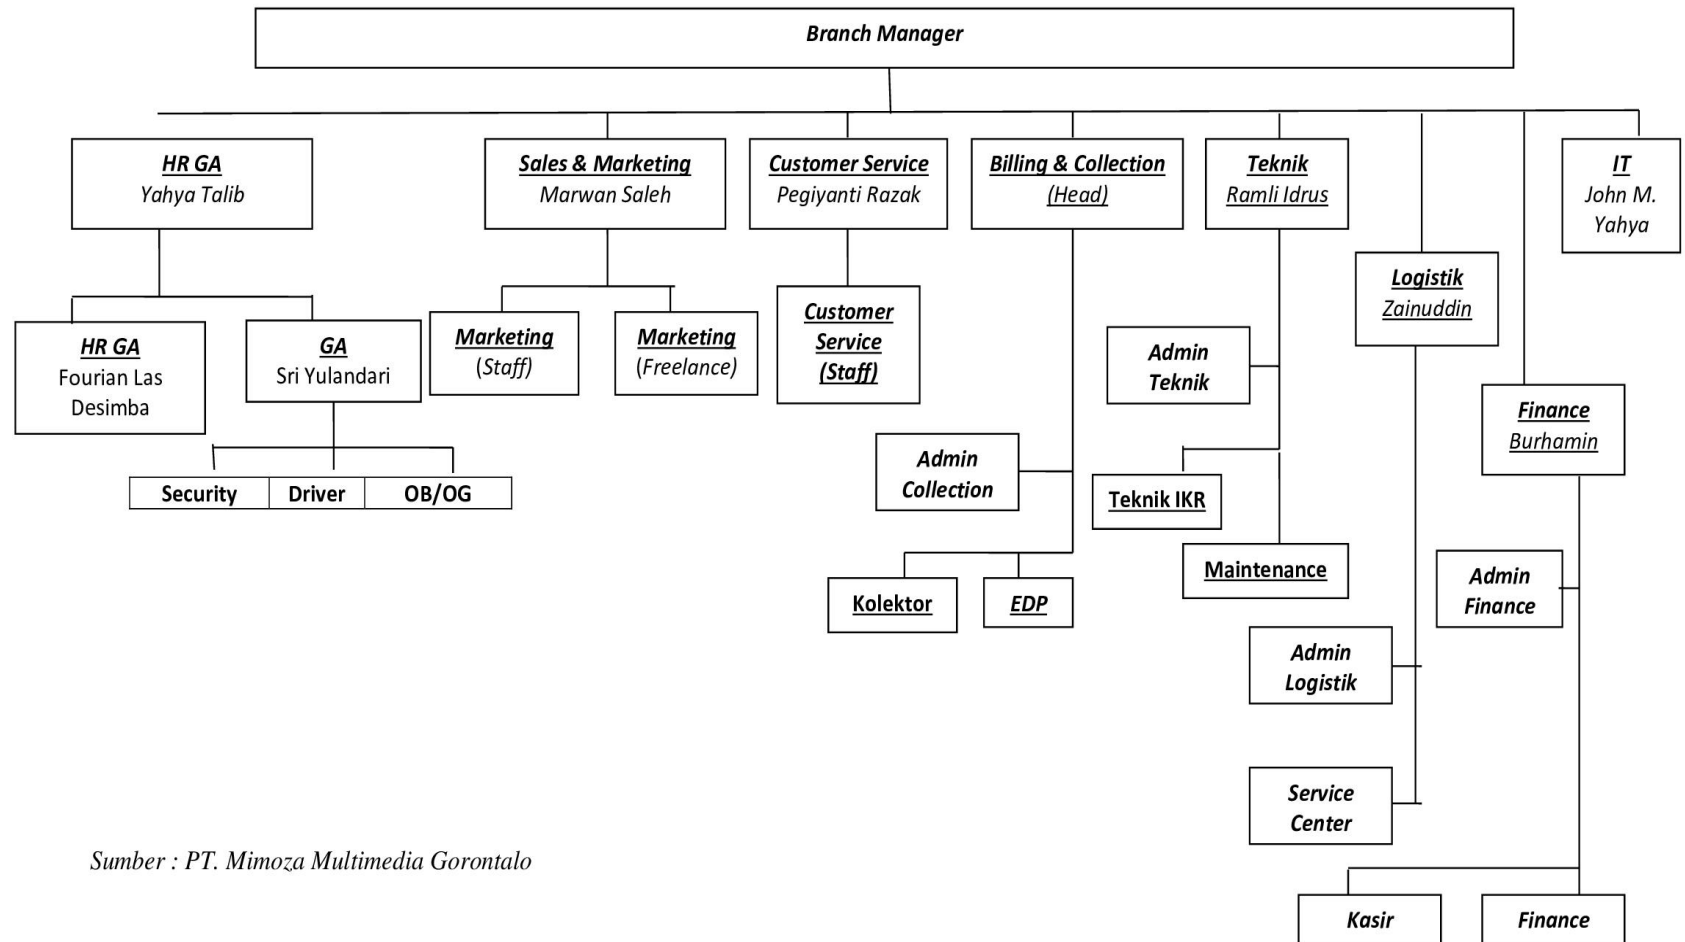 Branch Manager
HR GA
Yahya Talib
Sales & Marketing
Marwan Saleh
Customer Service
Pegiyanti Razak
Billing & Collection
(Head)
Teknik
Ramli Idrus
IT
John M.
Yahya
Logistik
Zainuddin
HR GA
Fourian Las
Desimba
GA
Sri Yulandari
Marketing
(Staff)
Marketing
(Freelance)
Customer
Service
(Staff)
Admin
Teknik
Finance
Burhamin
Security
Driver
OB/OG
Admin
Collection
Teknik IKR
Maintenance
Kolektor
EDP
Admin
Finance
Admin
Logistik
Service
Center
Sumber : PT. Mimoza Multimedia Gorontalo
Kasir
Finance